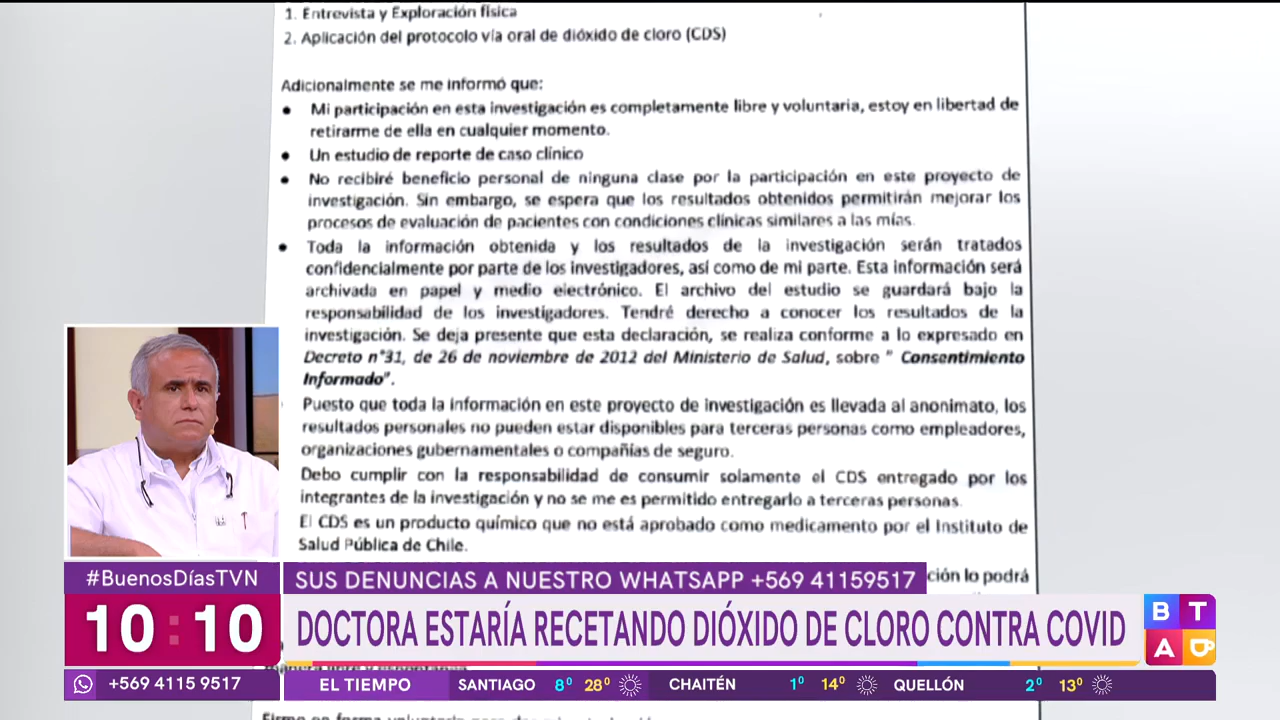 1. Entrevista y Exploración física
2. Aplicación del protocolo vía oral de dióxido de cloro (CDS)
Adicionalmente se me informó que:
● Mi participación en esta investigación es completamente libre y voluntaria, estoy en libertad de
retirarme de ella en cualquier momento.
● Un estudio de reporte de caso clínico
● No recibiré beneficio personal de ninguna clase por la participación en este proyecto de
investigación. Sin embargo, se espera que los resultados obtenidos permitirán mejorar los
procesos de evaluación de pacientes con condiciones clínicas similares a las mías.
● Toda la información obtenida y los resultados de la investigación serán tratados
confidencialmente por parte de los investigadores, así como de mi parte. Esta información será
archivada en papel y medio electrónico. El archivo del estudio se guardará bajo la
responsabilidad de los investigadores. Tendré derecho a conocer los resultados de la
investigación. Se deja presente que esta declaración, se realiza conforme a lo expresado en
Decreto n°31, de 26 de noviembre de 2012 del Ministerio de Salud, sobre " Consentimiento
Informado".
Puesto que toda la información en este proyecto de investigación es llevada al anonimato, los
resultados personales no pueden estar disponibles para terceras personas como empleadores,
organizaciones gubernamentales o compañías de seguro.
Debo cumplir con la responsabilidad de consumir solamente el CDS entregado por los
integrantes de la investigación y no se me es permitido entregarlo a terceras personas.
El CDS es un producto químico que no está aprobado como medicamento por el Instituto de
Salud Pública de Chile.
ción lo podrá
#BuenosDíasTVN
SUS DENUNCIAS A NUESTRO WHATSAPP +569 41159517
10:10
DOCTORA ESTARÍA RECETANDO DIÓXIDO DE CLORO CONTRA COVID
BTA
+569 4115 9517
EL TIEMPO
SANTIAGO 8° 28°
CHAITÉN 1° 14°
QUELLÓN 2° 13°